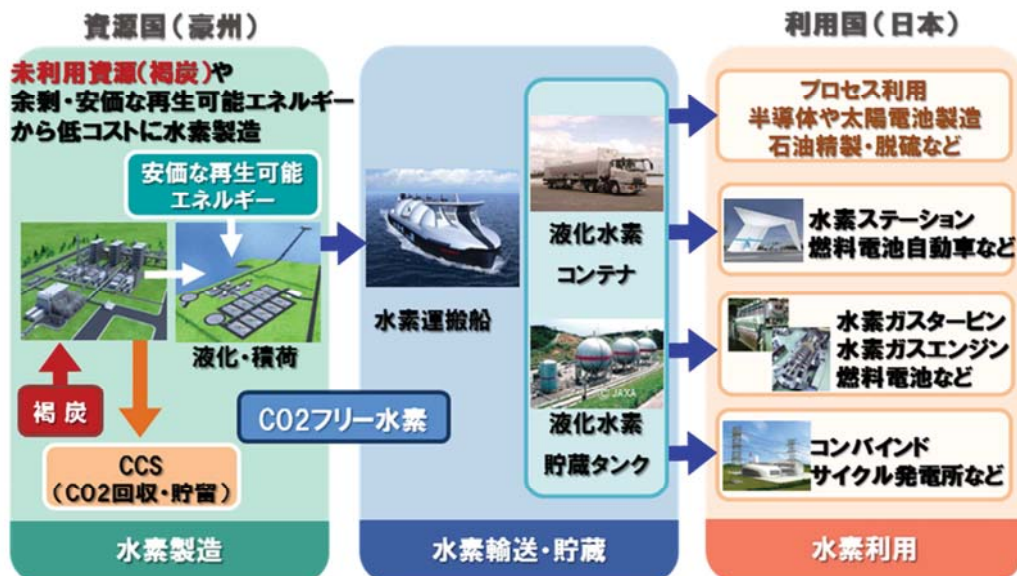 資源国(豪州)
未利用資源(褐炭)や
余剰・安価な再生可能エネルギー
から低コストに水素製造
安価な再生可能
エネルギー
液化・積荷
褐炭
CCS
(CO2回収・貯留)
CO2フリー水素
水素製造
水素運搬船
液化水素
コンテナ
© JAXA
液化水素
貯蔵タンク
水素輸送・貯蔵
利用国(日本)
プロセス利用
半導体や太陽電池製造
石油精製・脱硫など
水素ステーション
燃料電池自動車など
水素ガスタービン
水素ガスエンジン
燃料電池など
コンバインド
サイクル発電所など
水素利用